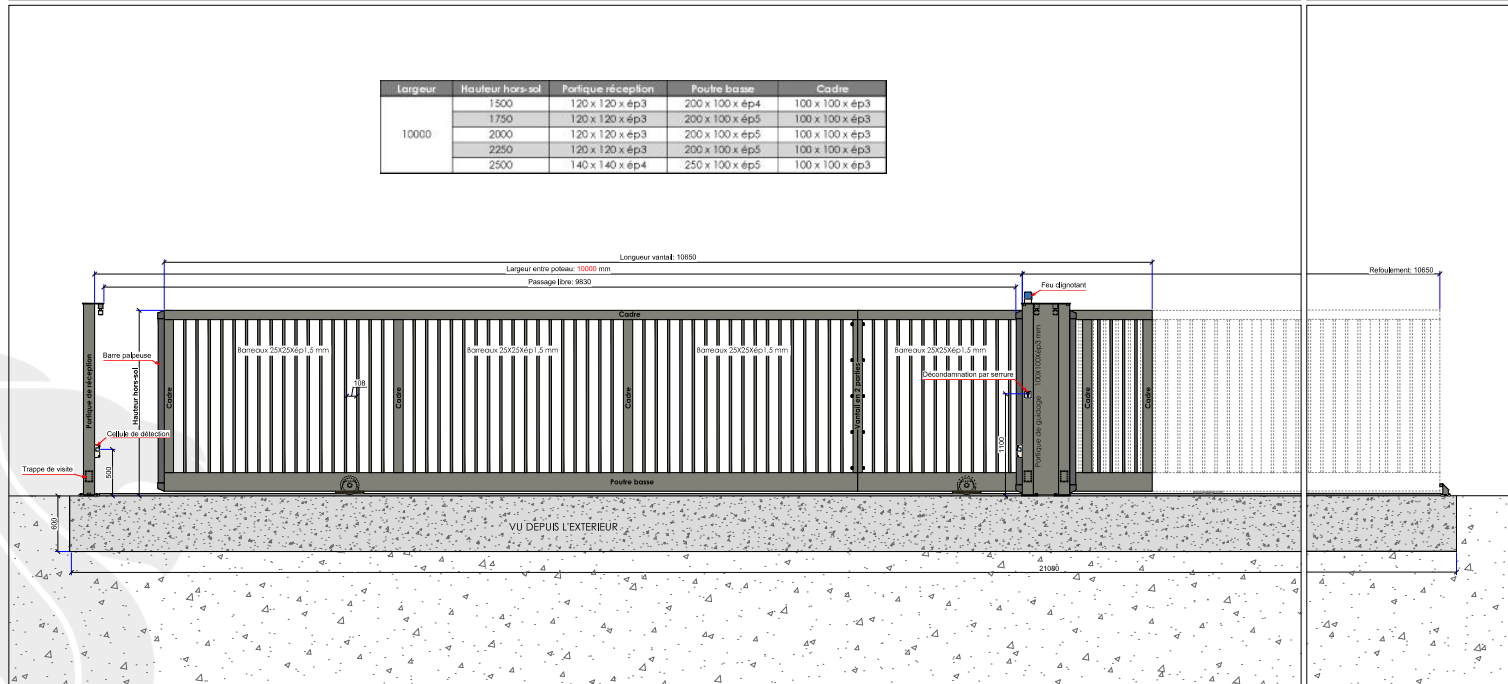 Largeur Hauteur hors-sol Portique réception Poutre basse Cadre
10000
1500 120 x 120 x ép3 200 x 100 x ép4 100 x 100 x ép3
1750 120 x 120 x ép3 200 x 100 x ép5 100 x 100 x ép3
2000 120 x 120 x ép3 200 x 100 x ép5 100 x 100 x ép3
2250 120 x 120 x ép3 200 x 100 x ép5 100 x 100 x ép3
2500 140 x 140 x ép4 250 x 100 x ép5 100 x 100 x ép3
Longueur vantail: 10650
Largeur entre poteau: 10000 mm
Refoulement: 10650
Passage libre: 9830
Feu clignotant
Cadre
Barre palpeuse
Barreaux 25X25Xép1,5 mm
Barreaux 25X25Xép1,5 mm
Barreaux 25X25Xép1,5 mm
Barreaux 25X25Xép1,5 mm
Décondamnation par serrure
108
Portique de réception
Hauteur hors-sol
Cadre
Cadre
Cadre
Vantail en 2 parties
Portique de guidage 100X100Xép3 mm
Cadre
Cadre
Cellule de détection
1100
500
Trappe de visite
Poutre basse
600
VU DEPUIS L'EXTERIEUR